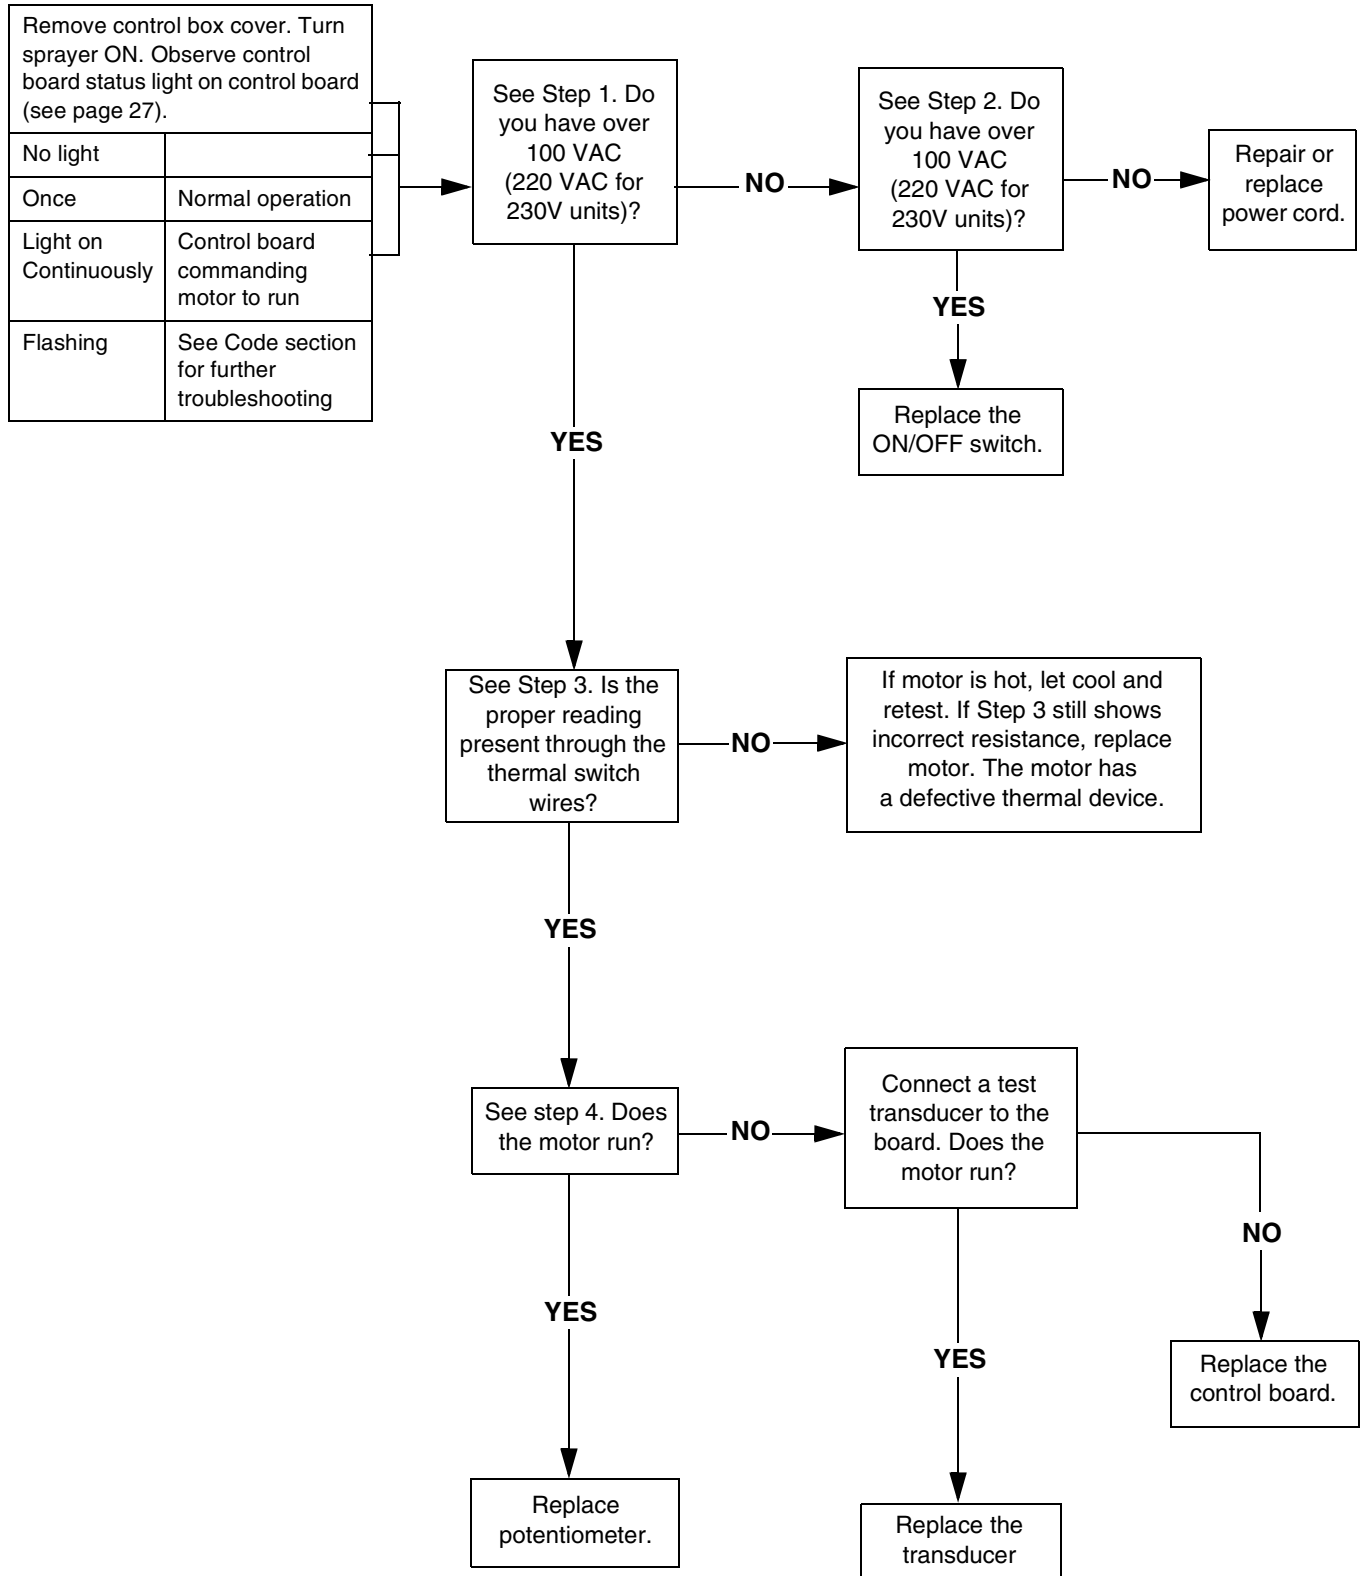 Remove control box cover. Turn
sprayer ON. Observe control
board status light on control board
(see page 27).
No light
Once
Normal operation
Light on
Continuously
Control board
commanding
motor to run
Flashing
See Code section
for further
troubleshooting
See Step 1. Do
you have over
100 VAC
(220 VAC for
230V units)?
NO
See Step 2. Do
you have over
100 VAC
(220 VAC for
230V units)?
NO
Repair or
replace
power cord.
YES
Replace the
ON/OFF switch.
YES
See Step 3. Is the
proper reading
present through the
thermal switch
wires?
NO
If motor is hot, let cool and
retest. If Step 3 still shows
incorrect resistance, replace
motor. The motor has
a defective thermal device.
YES
See step 4. Does
the motor run?
NO
Connect a test
transducer to the
board. Does the
motor run?
NO
Replace the
control board.
YES
Replace
potentiometer.
YES
Replace the
transducer